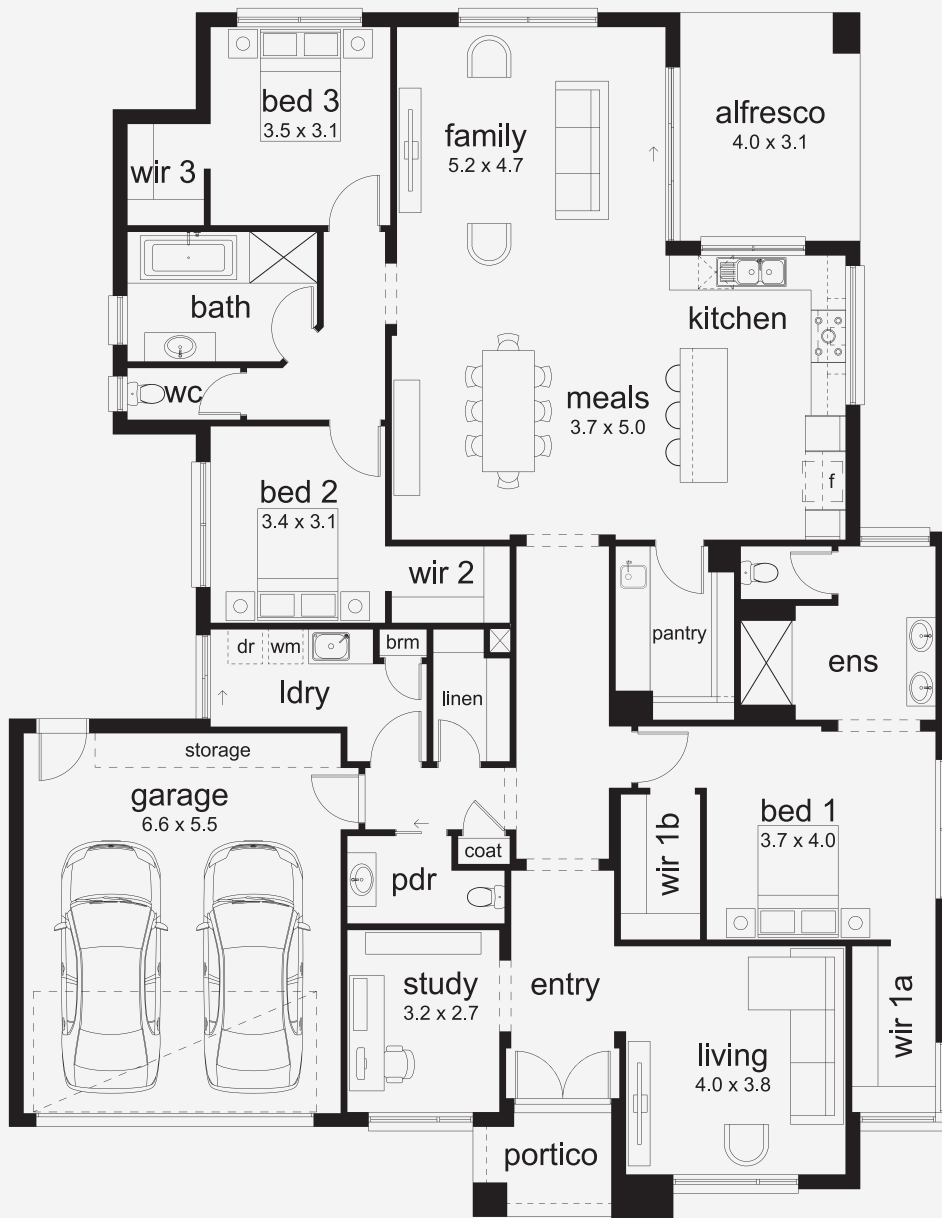 bed 3
3.5 x 3.1
wir 3
family
5.2 x 4.7
alfresco
4.0 x 3.1
bath
kitchen
wc
meals
3.7 x 5.0
bed 2
3.4 x 3.1
f
wir 2
pantry
ens
dr
wm
brm
ldry
linen
storage
garage
6.6 x 5.5
bed 1
3.7 x 4.0
wir 1b
coat
pdr
study
3.2 x 2.7
entry
living
4.0 x 3.8
wir 1a
portico